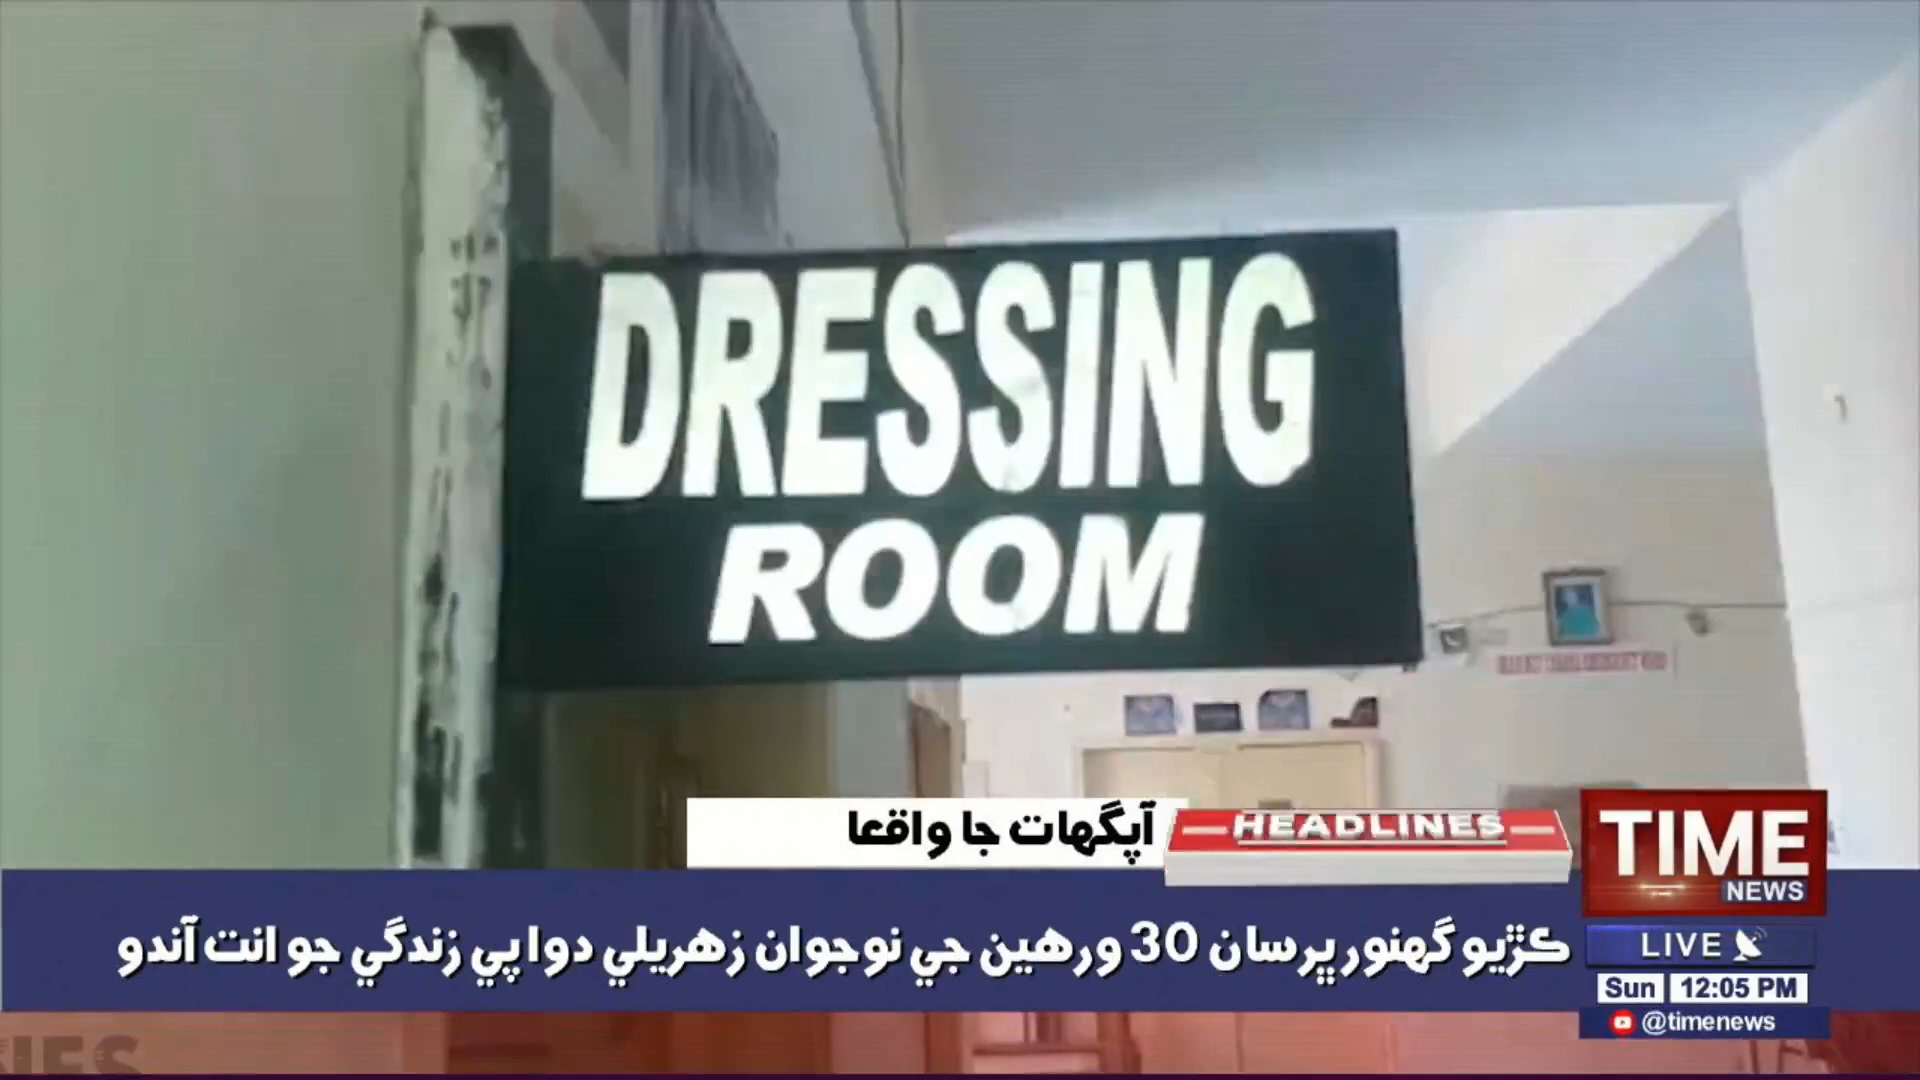 DRESSING
ROOM
آپگهات جا واقعا
HEADLINES
ڪڙيو گهنور ڀرسان 30 ورهين جي نوجوان زهريلي دوا پي زندگي جو انت آندو
TIME
NEWS
LIVE
Sun 12:05 PM
@timenews